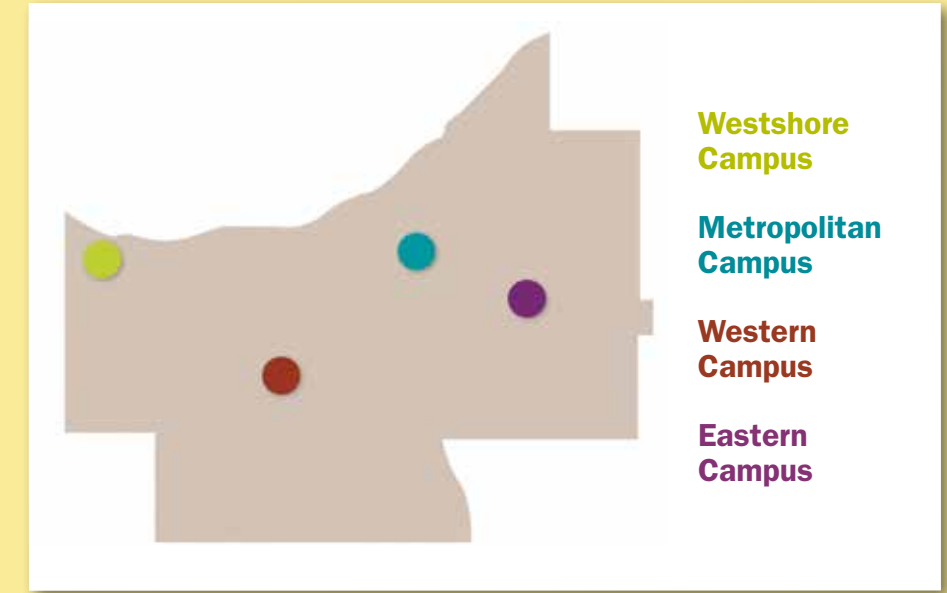 Westshore
Campus
Metropolitan
Campus
Western
Campus
Eastern
Campus